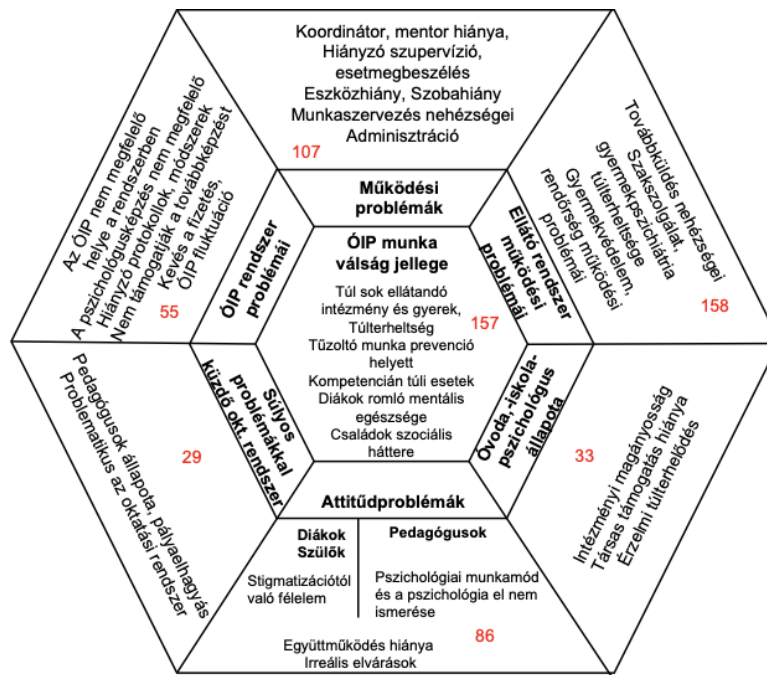 Koordinátor, mentor hiánya,
Hiányzó szupervízió,
esetmegbeszélés
Eszközhiány, Szobahiány
Munkaszervezés nehézségei
Adminisztráció
107
Működési
problémák
Továbbküldés nehézségei
Szakszolgálat,
gyermekpszichiátria
túlterheltsége
Gyermekvédelem,
rendőrség működési
problémái
158
Ellátó rendszer
működési
problémái
Az ÓIP nem megfelelő
helye a rendszerben
A pszichológusképzés nem megfelelő
Hiányzó protokollok, módszerek
Nem támogatják a továbbképzést
Kevés a fizetés,
ÓIP fluktuáció
55
ÓIP rendszer
problémái
ÓIP munka
válság jellege
Túl sok ellátandó
intézmény és gyerek,
Túlterheltség
Tűzoltó munka prevenció
helyett
Kompetencián túli esetek
Diákok romló mentális
egészsége
Családok szociális
háttere
157
Súlyos
problémákkal
küzdő okt. rendszer
Pedagógusok állapota, pályaelhagyás
Problematikus az oktatási rendszer
29
Óvoda, iskola-
pszichológus
állapota
33
Intézményi magányosság
Társas támogatás hiánya
Érzelmi túlterhelődés
Attitűdproblémák
Diákok
Szülők
Stigmatizációtól
való félelem
Pedagógusok
Pszichológiai munkamód
és a pszichológia el nem
ismerése
86
Együttműködés hiánya
Irreális elvárások